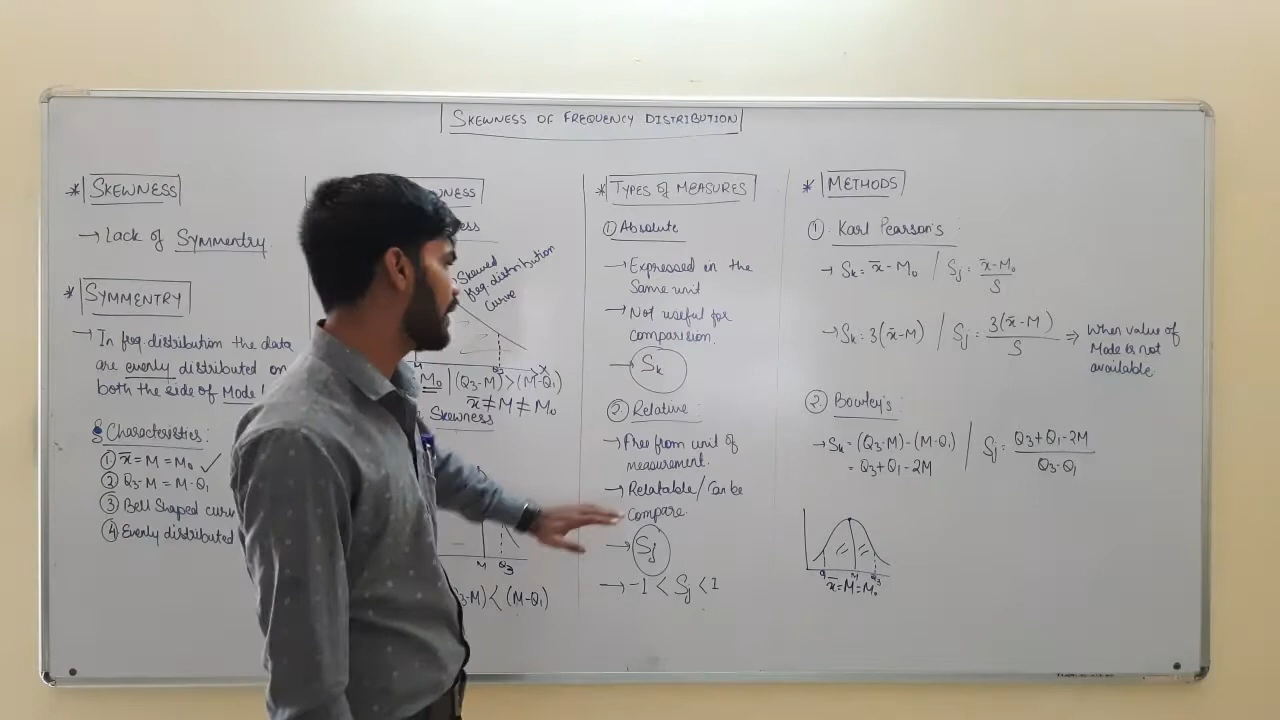 SKEWNESS OF FREQUENCY DISTRIBUTION
* SKEWNESS
→ Lack of Symmentry.
* SYMMENTRY
→ In freq. distribution the data
are evenly distributed on
both the side of Mode
Characteristics:
① x̄ = M = M₀ ✓
② Q₃-M = M-Q₁
③ Bell Shaped curve
④ Evenly distributed
Skewed
freq. distribution
Curve
M₀ | (Q₃-M) > (M-Q₁)
x̄ ≠ M ≠ M₀
Skewness
M Q₃
3-M) < (M-Q₁)
* TYPES OF MEASURES
① Absolute
→ Expressed in the
Same unit
→ Not useful for
comparision.
→ Sk
② Relative:
→ Free from unit of
measurement.
→ Relatable/Can be
Compare.
→ Sj
→ -1 < Sj < 1
* METHODS
① Karl Pearson's:
→ Sk = x̄ - M₀ / Sj = x̄-M₀
S
→ Sk = 3(x̄-M) / Sj = 3(x̄-M)
S
⇒ When value of
Mode is not
available.
② Bowley's:
→ Sk = (Q₃-M)-(M-Q₁) / Sj = Q₃+Q₁-2M
= Q₃+Q₁-2M
Q₃-Q₁
Q₁ M Q₃
x̄=M=M₀